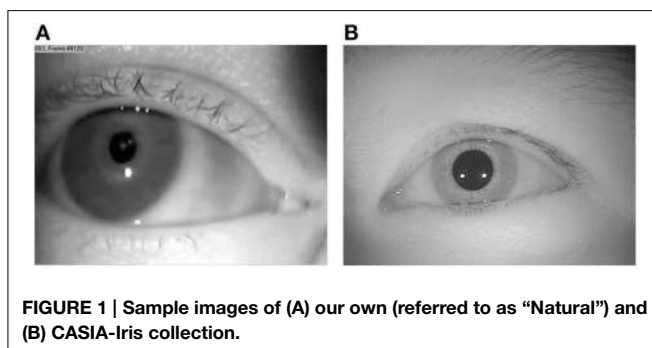 A
B
FIGURE 1 | Sample images of (A) our own (referred to as “Natural”) and
(B) CASIA-Iris collection.